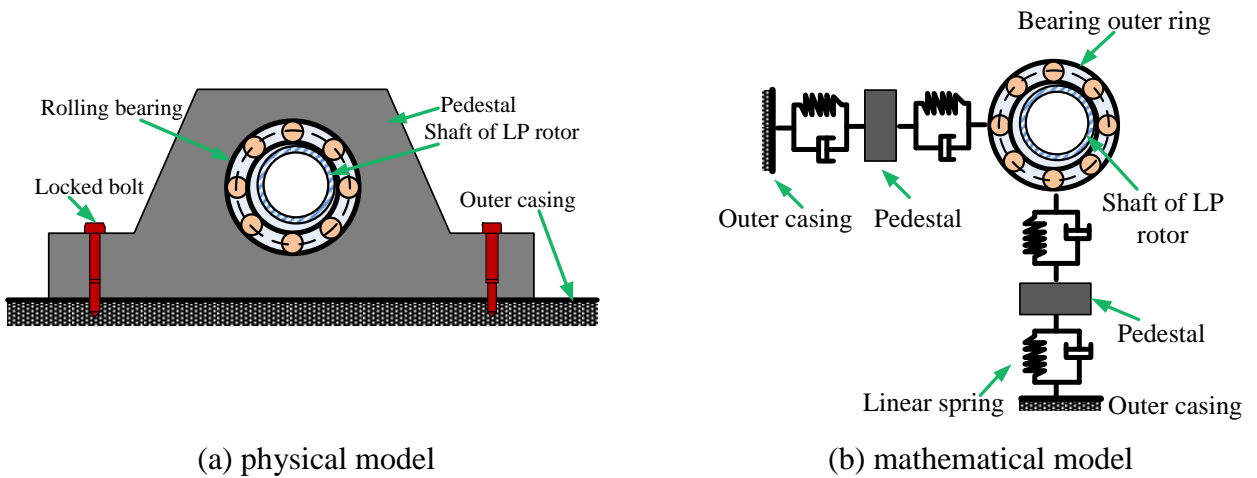 Rolling bearing
Pedestal
Shaft of LP rotor
Locked bolt
Outer casing
(a) physical model
Bearing outer ring
Outer casing
Pedestal
Shaft of LP
rotor
Pedestal
Linear spring
Outer casing
(b) mathematical model